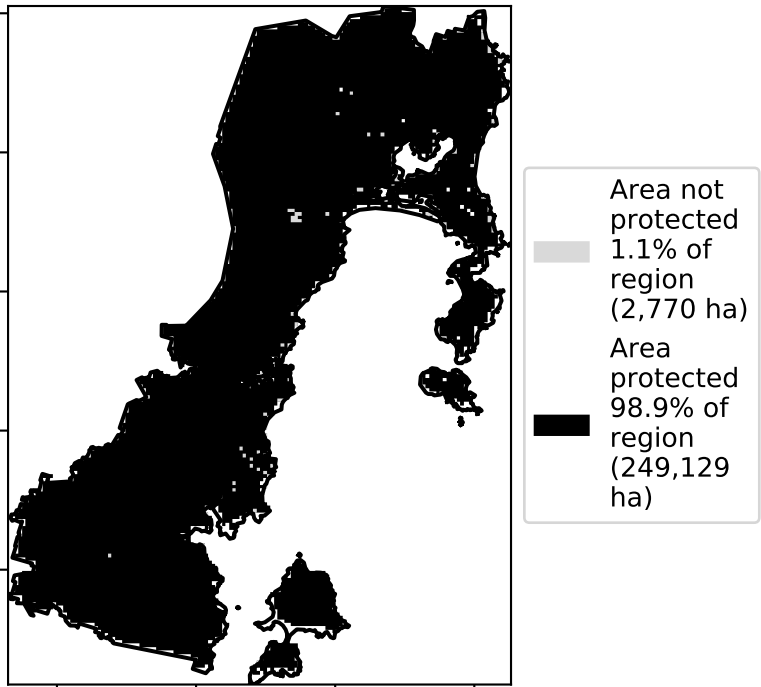 Area not
protected
1.1% of
region
(2,770 ha)
Area
protected
98.9% of
region
(249,129
ha)